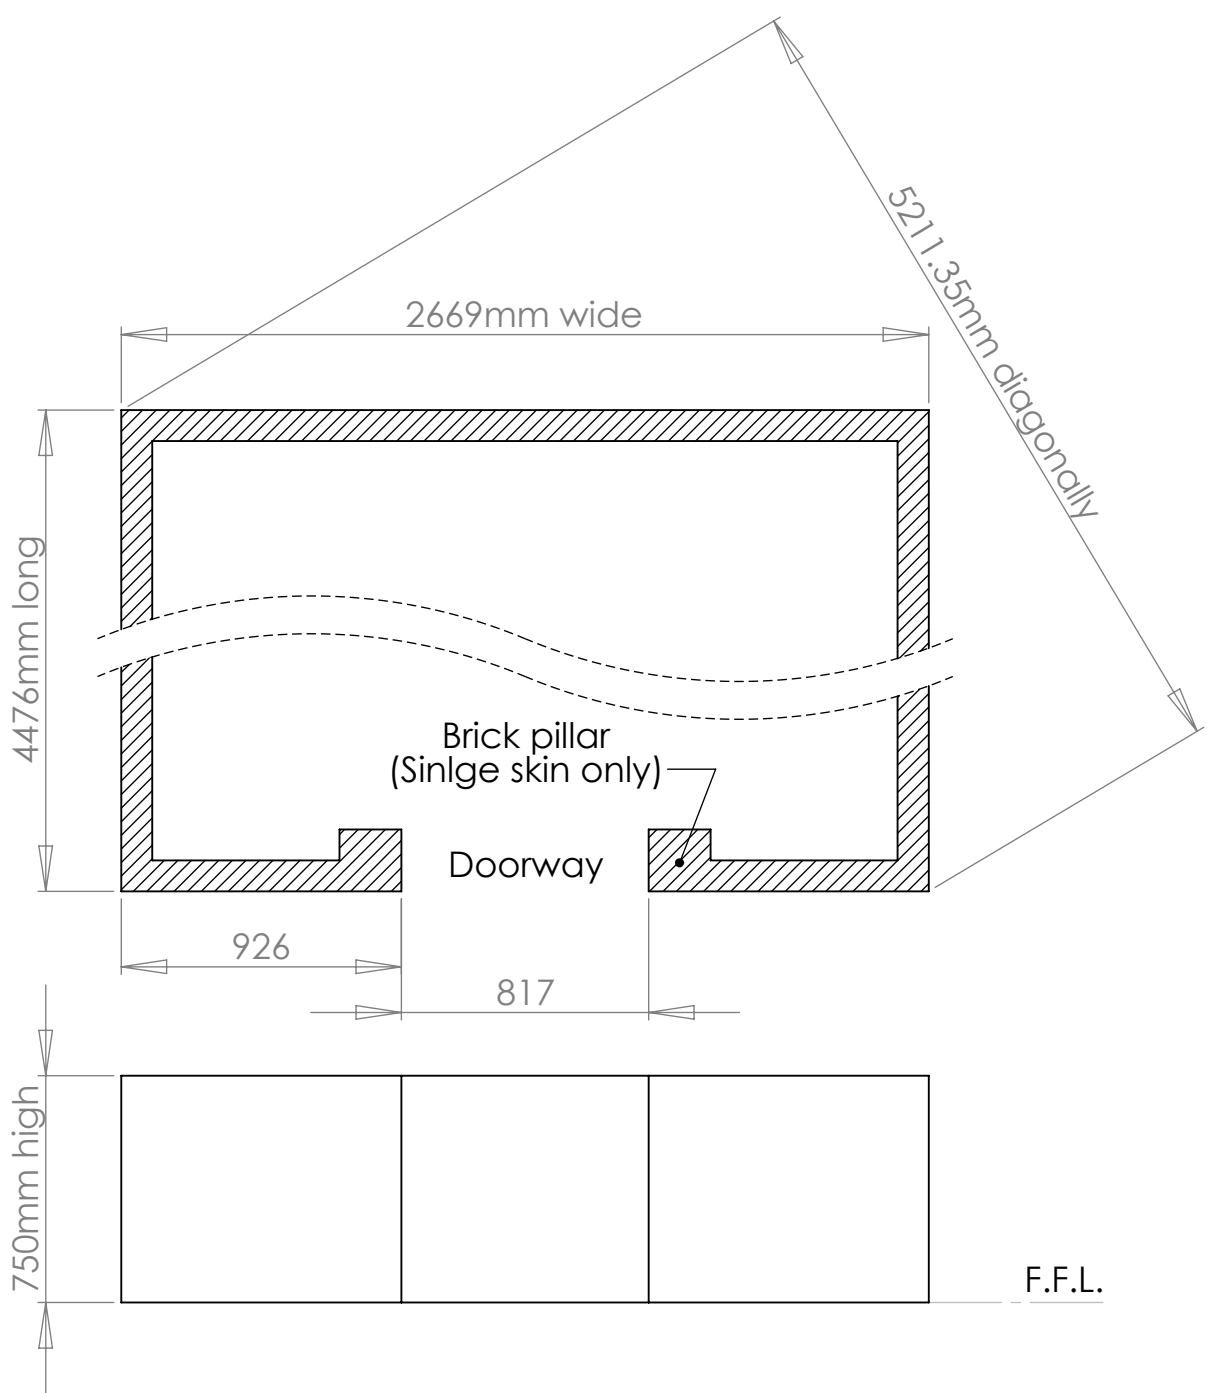 5211.35mm diagonally
2669mm wide
4476mm long
Brick pillar
(Sinlge skin only)
Doorway
926
817
750mm high
F.F.L.